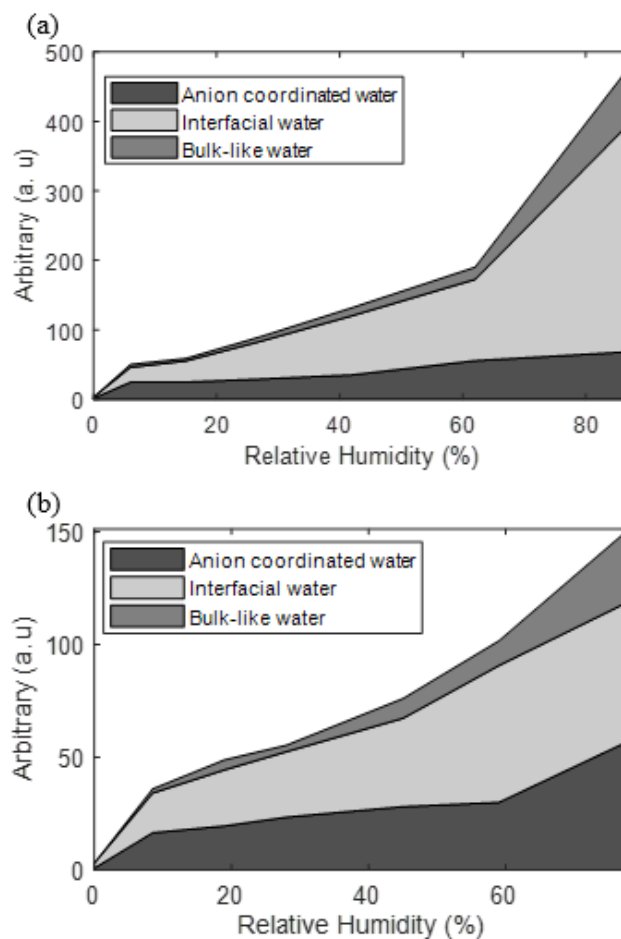 (a)
500
400
300
200
100
0
Arbitrary (a. u)
Anion coordinated water
Interfacial water
Bulk-like water
0 20 40 60 80
Relative Humidity (%)
(b)
150
100
50
0
Arbitrary (a. u)
Anion coordinated water
Interfacial water
Bulk-like water
0 20 40 60
Relative Humidity (%)